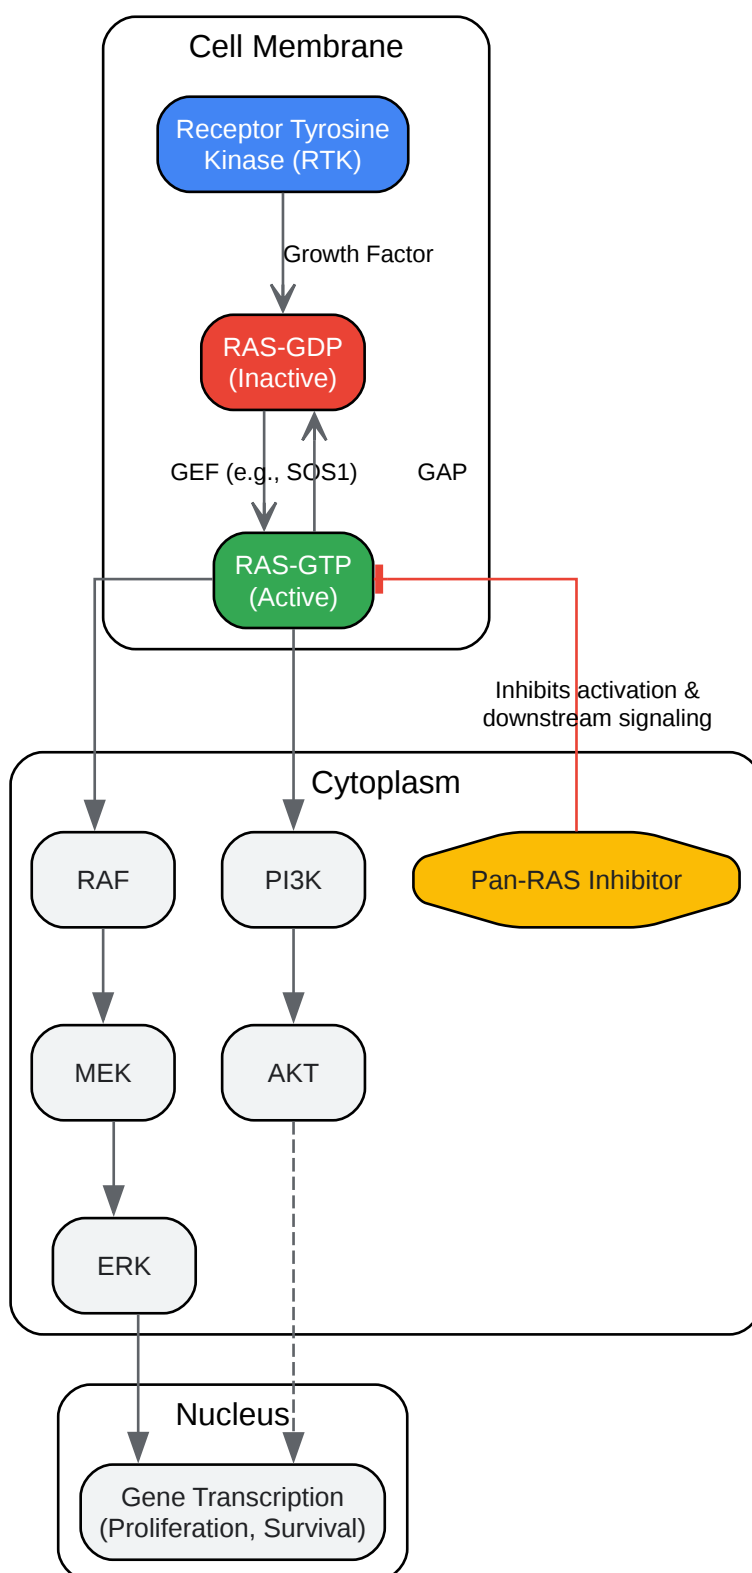 Cell Membrane
Receptor Tyrosine
Kinase (RTK)
Growth Factor
RAS-GDP
(Inactive)
GEF (e.g., SOS1)
GAP
RAS-GTP
(Active)
Inhibits activation &
downstream signaling
Cytoplasm
RAF
PI3K
Pan-RAS Inhibitor
MEK
AKT
ERK
Nucleus
Gene Transcription
(Proliferation, Survival)